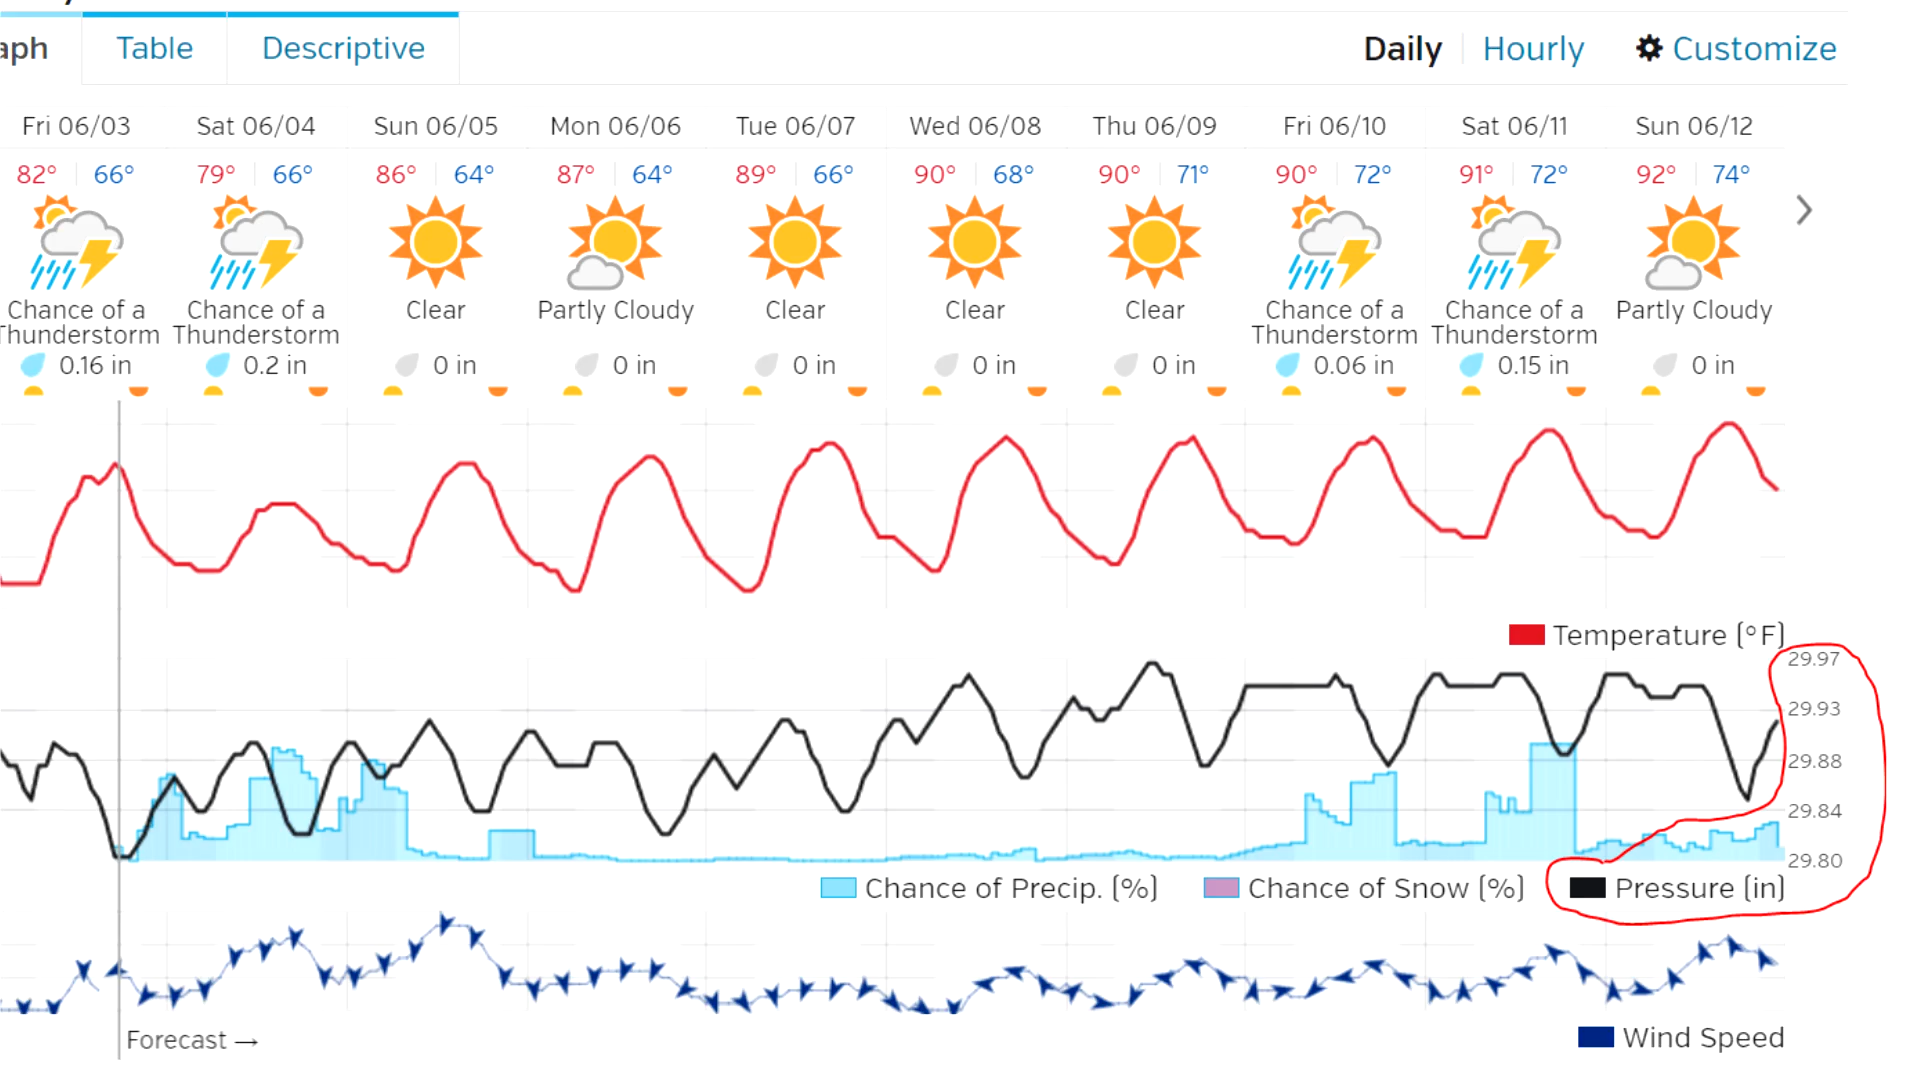 aph Table Descriptive Daily Hourly Customize
Fri 06/03 Sat 06/04 Sun 06/05 Mon 06/06 Tue 06/07 Wed 06/08 Thu 06/09 Fri 06/10 Sat 06/11 Sun 06/12
82° 66° 79° 66° 86° 64° 87° 64° 89° 66° 90° 68° 90° 71° 90° 72° 91° 72° 92° 74°
Chance of a Chance of a Clear Partly Cloudy Clear Clear Clear Chance of a Chance of a Partly Cloudy
Thunderstorm Thunderstorm Thunderstorm Thunderstorm
0.16 in 0.2 in 0 in 0 in 0 in 0 in 0 in 0.06 in 0.15 in 0 in
Temperature (°F)
29.97
29.93
29.88
29.84
29.80
Chance of Precip. (%) Chance of Snow (%) Pressure (in)
Forecast → Wind Speed